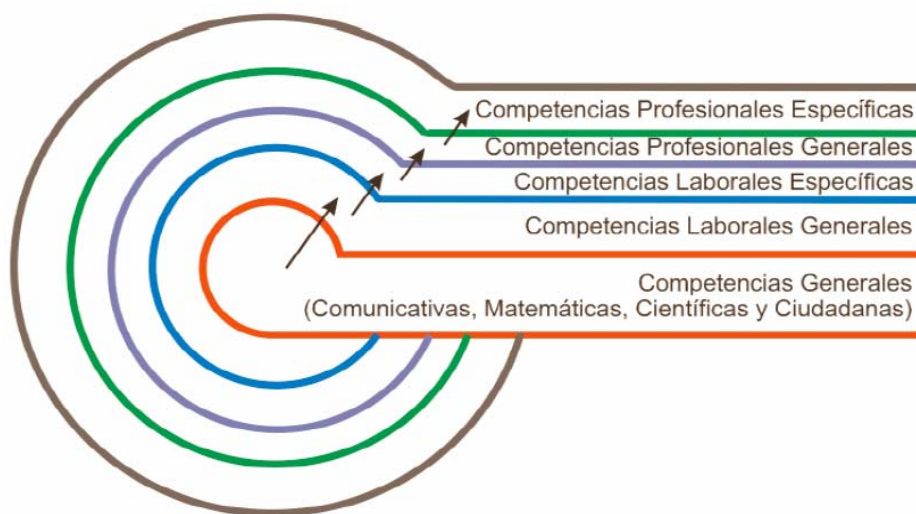 Competencias Profesionales Específicas
Competencias Profesionales Generales
Competencias Laborales Específicas
Competencias Laborales Generales
Competencias Generales
(Comunicativas, Matemáticas, Científicas y Ciudadanas)